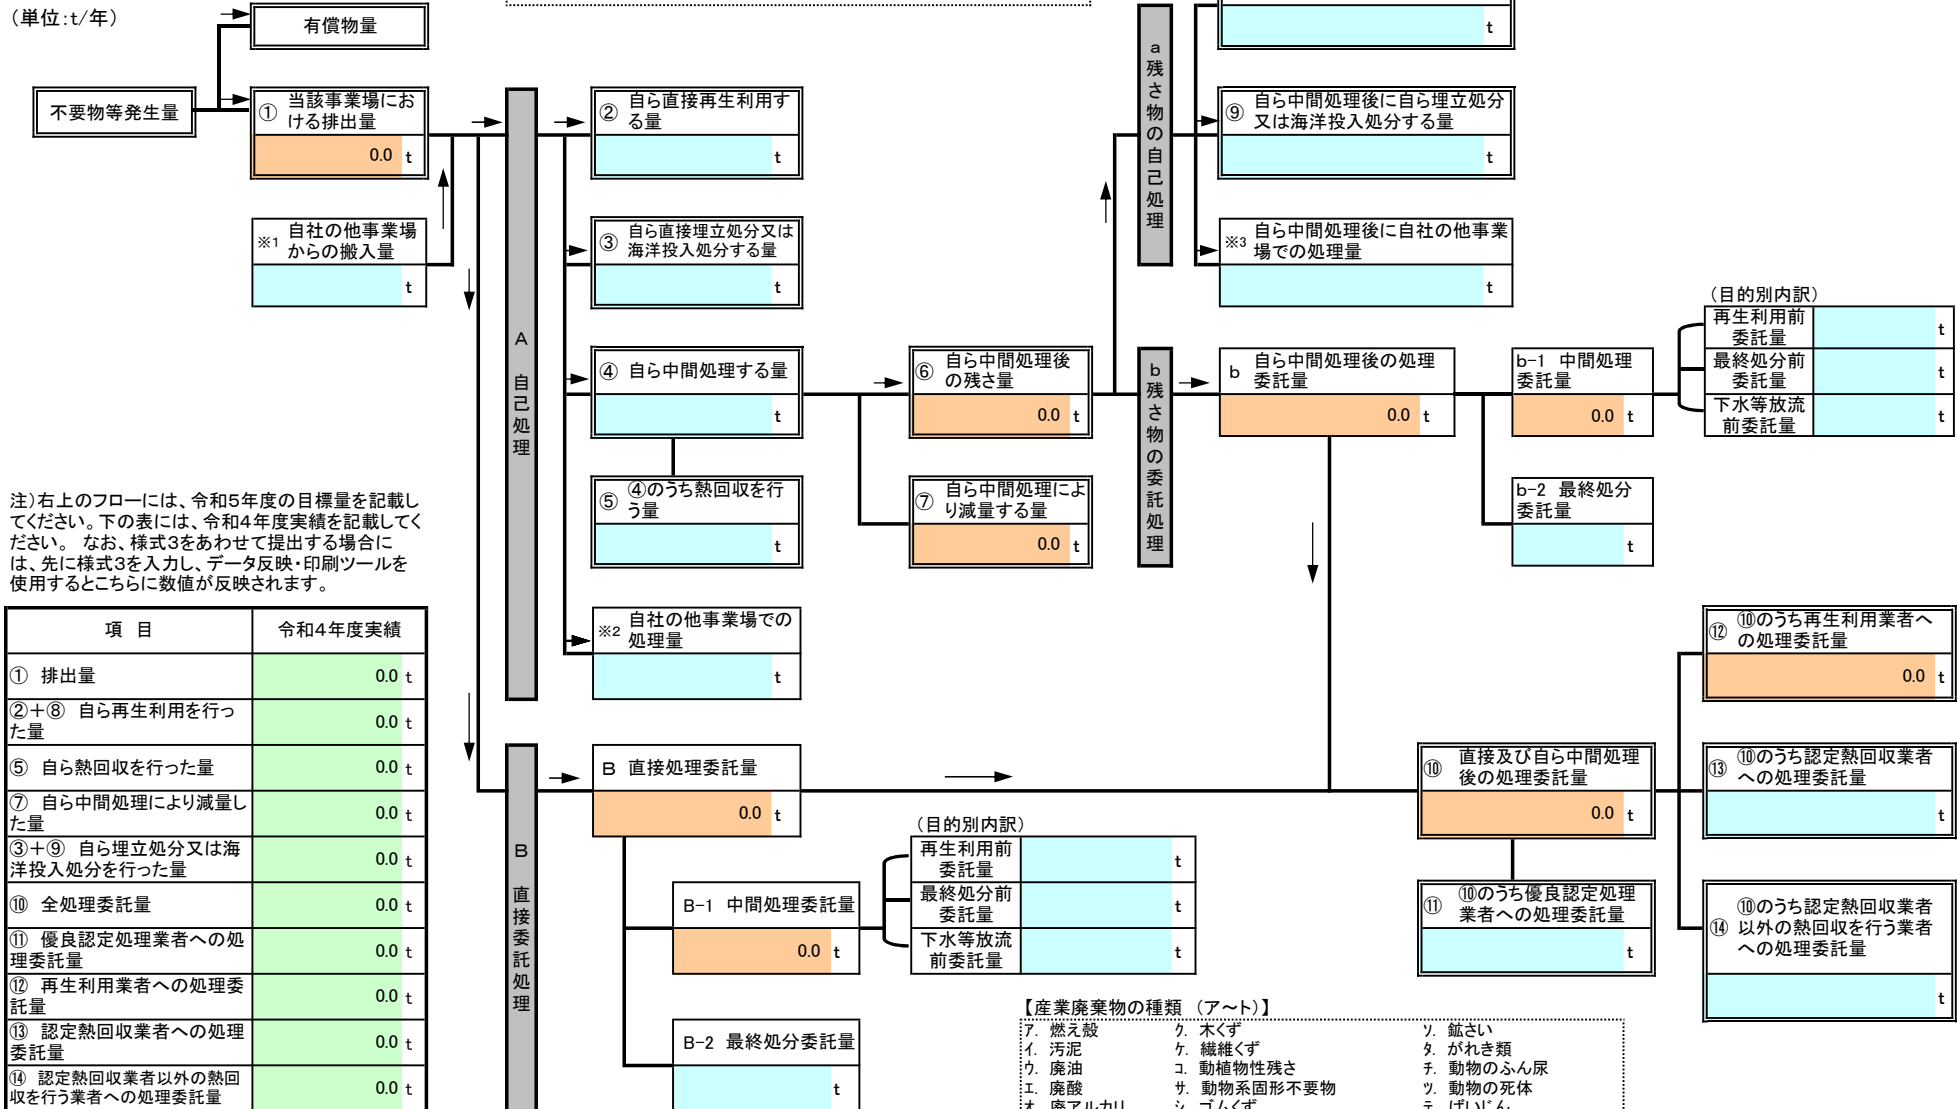 （単位：t/年）
有償物量
不要物等発生量
① 当該事業場にお
ける排出量
0.0 t
※1 自社の他事業場
からの搬入量
t
A 自己処理
② 自ら直接再生利用す
る量
t
③ 自ら直接埋立処分又は
海洋投入処分する量
t
④ 自ら中間処理する量
t
⑤ ④のうち熱回収を行
う量
t
※2 自社の他事業場での
処理量
t
⑥ 自ら中間処理後
の残さ量
0.0 t
⑦ 自ら中間処理によ
り減量する量
0.0 t
a 残さ物の自己処理
t
⑨ 自ら中間処理後に自ら埋立処分
又は海洋投入処分する量
t
※3 自ら中間処理後に自社の他事業
場での処理量
t
b 残さ物の委託処理
b 自ら中間処理後の処理
委託量
0.0 t
b-1 中間処理
委託量
0.0 t
（目的別内訳）
再生利用前
委託量
t
最終処分前
委託量
t
下水等放流
前委託量
t
b-2 最終処分
委託量
t
注）右上のフローには、令和５年度の目標量を記載し
てください。下の表には、令和４年度実績を記載してく
ださい。 なお、様式３をあわせて提出する場合に
は、先に様式３を入力し、データ反映・印刷ツールを
使用するとこちらに数値が反映されます。
項 目 令和４年度実績
① 排出量 0.0 t
②＋⑧ 自ら再生利用を行っ
た量 0.0 t
⑤ 自ら熱回収を行った量 0.0 t
⑦ 自ら中間処理により減量し
た量 0.0 t
③＋⑨ 自ら埋立処分又は海
洋投入処分を行った量 0.0 t
⑩ 全処理委託量 0.0 t
⑪ 優良認定処理業者への処
理委託量 0.0 t
⑫ 再生利用業者への処理委
託量 0.0 t
⑬ 認定熱回収業者への処理
委託量 0.0 t
⑭ 認定熱回収業者以外の熱回
収を行う業者への処理委託量 0.0 t
B 直接委託処理
B 直接処理委託量
0.0 t
B-1 中間処理委託量
0.0 t
（目的別内訳）
再生利用前
委託量
t
最終処分前
委託量
t
下水等放流
前委託量
t
B-2 最終処分委託量
t
⑩ 直接及び自ら中間処理
後の処理委託量
0.0 t
⑪ ⑩のうち優良認定処理
業者への処理委託量
t
⑫ ⑩のうち再生利用業者へ
の処理委託量
0.0 t
⑬ ⑩のうち認定熱回収業者
への処理委託量
t
⑭ ⑩のうち認定熱回収業者
以外の熱回収を行う業者
への処理委託量
t
【産業廃棄物の種類 （ア～ト）】
ア. 燃え殻 ク. 木くず ソ. 鉱さい
イ. 汚泥 ケ. 繊維くず タ. がれき類
ウ. 廃油 コ. 動植物性残さ チ. 動物のふん尿
エ. 廃酸 サ. 動物系固形不要物 ツ. 動物の死体
オ. 廃アルカリ シ. ゴムくず テ. ばいじん